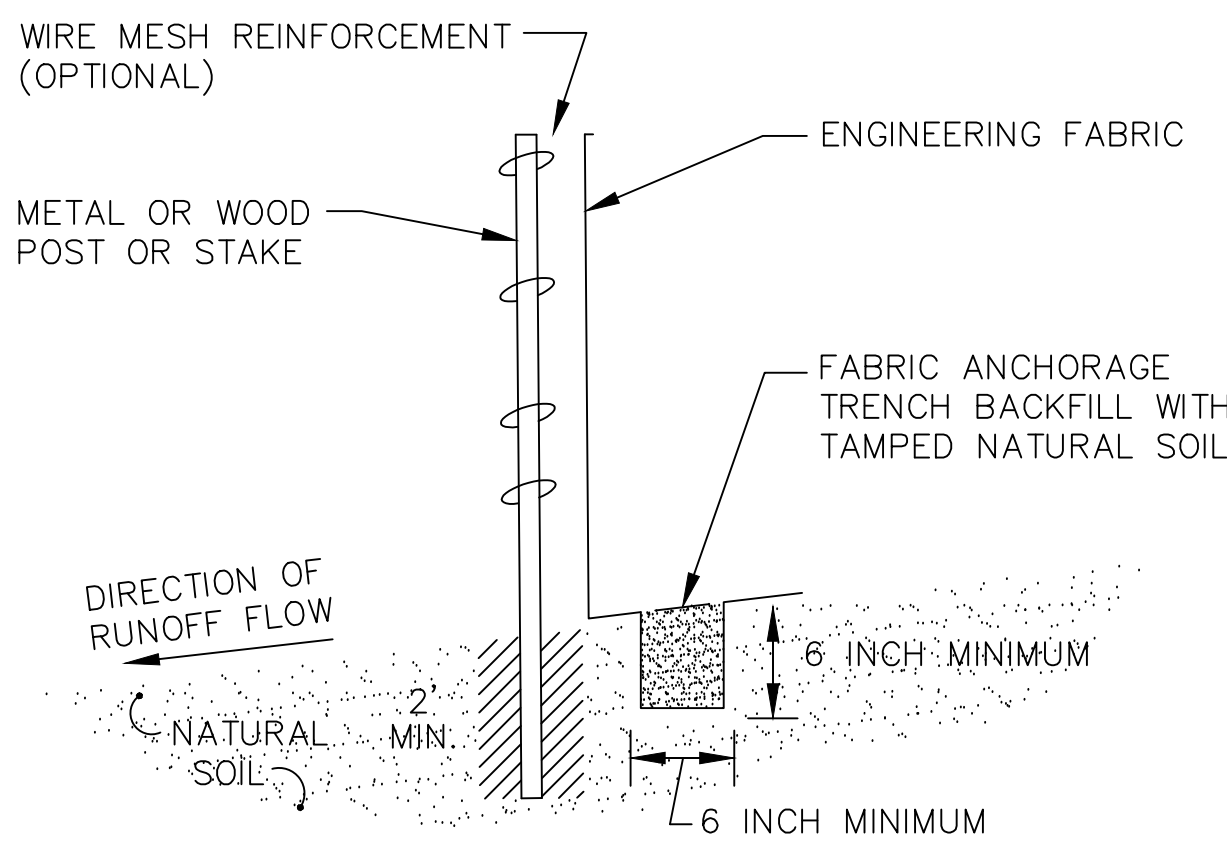 WIRE MESH REINFORCEMENT
(OPTIONAL)
ENGINEERING FABRIC
METAL OR WOOD
POST OR STAKE
FABRIC ANCHORAGE
TRENCH BACKFILL WITH
TAMPED NATURAL SOIL
DIRECTION OF
RUNOFF FLOW
6 INCH MINIMUM
2'
MIN.
NATURAL
SOIL
6 INCH MINIMUM